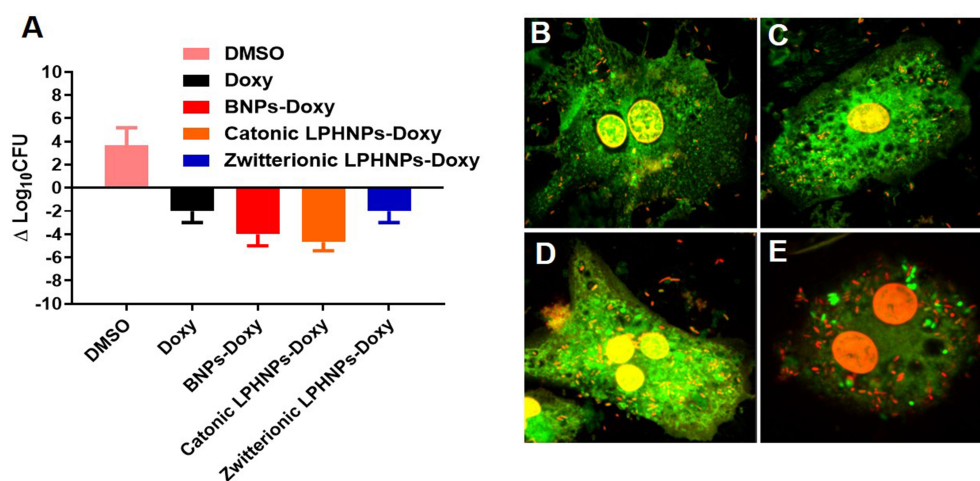 A
DMSO
Doxy
BNPs-Doxy
Catonic LPHNPs-Doxy
Zwitterionic LPHNPs-Doxy
Δ Log10CFU
10
8
6
4
2
0
-2
-4
-6
-8
-10
DMSO
Doxy
BNPs-Doxy
Catonic LPHNPs-Doxy
Zwitterionic LPHNPs-Doxy
B
C
D
E